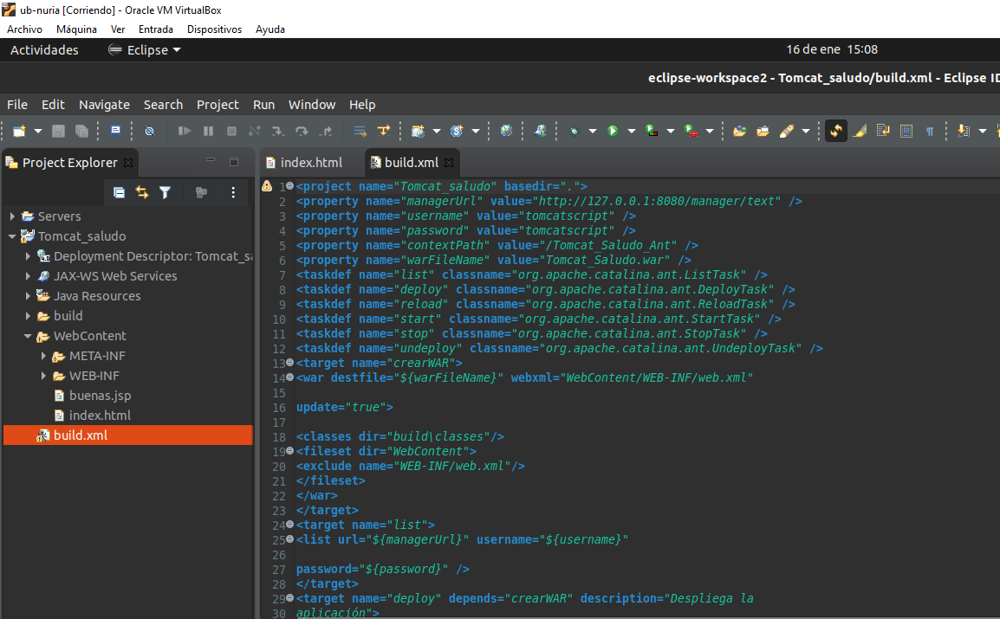 ub-nuria [Corriendo] - Oracle VM VirtualBox
Archivo Máquina Ver Entrada Dispositivos Ayuda
Actividades Eclipse 16 de ene 15:08
eclipse-workspace2 - Tomcat_saludo/build.xml - Eclipse ID
File Edit Navigate Search Project Run Window Help
Project Explorer
Servers
Tomcat_saludo
Deployment Descriptor: Tomcat_sa
JAX-WS Web Services
Java Resources
build
WebContent
META-INF
WEB-INF
buenas.jsp
index.html
build.xml
index.html build.xml
1 <project name="Tomcat_saludo" basedir=".">
2 <property name="managerUrl" value="http://127.0.0.1:8080/manager/text" />
3 <property name="username" value="tomcatscript" />
4 <property name="password" value="tomcatscript" />
5 <property name="contextPath" value="/Tomcat_Saludo_Ant" />
6 <property name="warFileName" value="Tomcat_Saludo.war" />
7 <taskdef name="list" classname="org.apache.catalina.ant.ListTask" />
8 <taskdef name="deploy" classname="org.apache.catalina.ant.DeployTask" />
9 <taskdef name="reload" classname="org.apache.catalina.ant.ReloadTask" />
10 <taskdef name="start" classname="org.apache.catalina.ant.StartTask" />
11 <taskdef name="stop" classname="org.apache.catalina.ant.StopTask" />
12 <taskdef name="undeploy" classname="org.apache.catalina.ant.UndeployTask" />
13 <target name="crearWAR">
14 <war destfile="${warFileName}" webxml="WebContent/WEB-INF/web.xml"
15
16 update="true">
17
18 <classes dir="build\classes"/>
19 <fileset dir="WebContent">
20 <exclude name="WEB-INF/web.xml"/>
21 </fileset>
22 </war>
23 </target>
24 <target name="list">
25 <list url="${managerUrl}" username="${username}"
26
27 password="${password}" />
28 </target>
29 <target name="deploy" depends="crearWAR" description="Despliega la
30 aplicación">